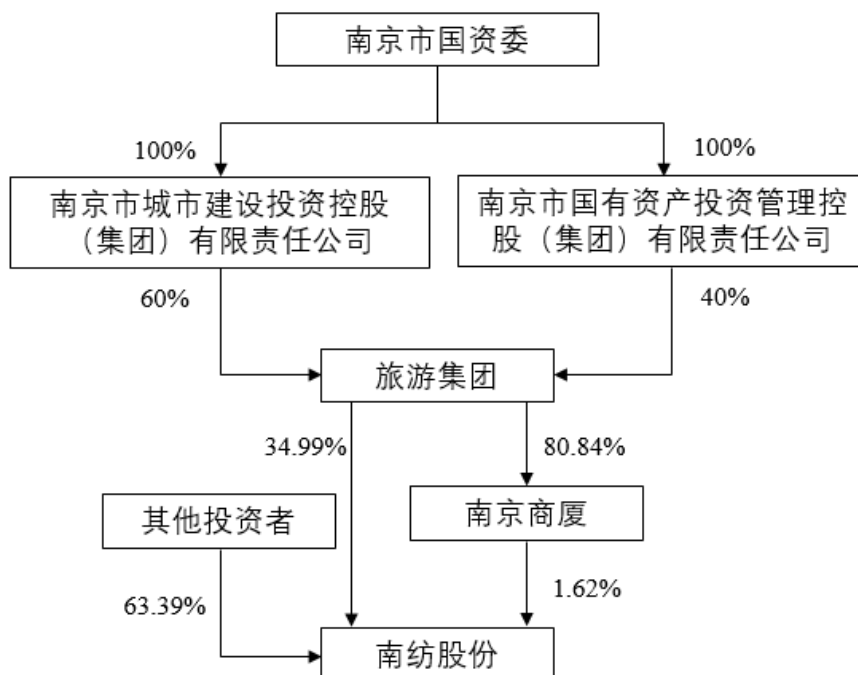 南京市国资委
100%
100%
南京市城市建设投资控股
（集团）有限责任公司
南京市国有资产投资管理控
股（集团）有限责任公司
60%
40%
旅游集团
34.99%
80.84%
其他投资者
南京商厦
63.39%
1.62%
南纺股份